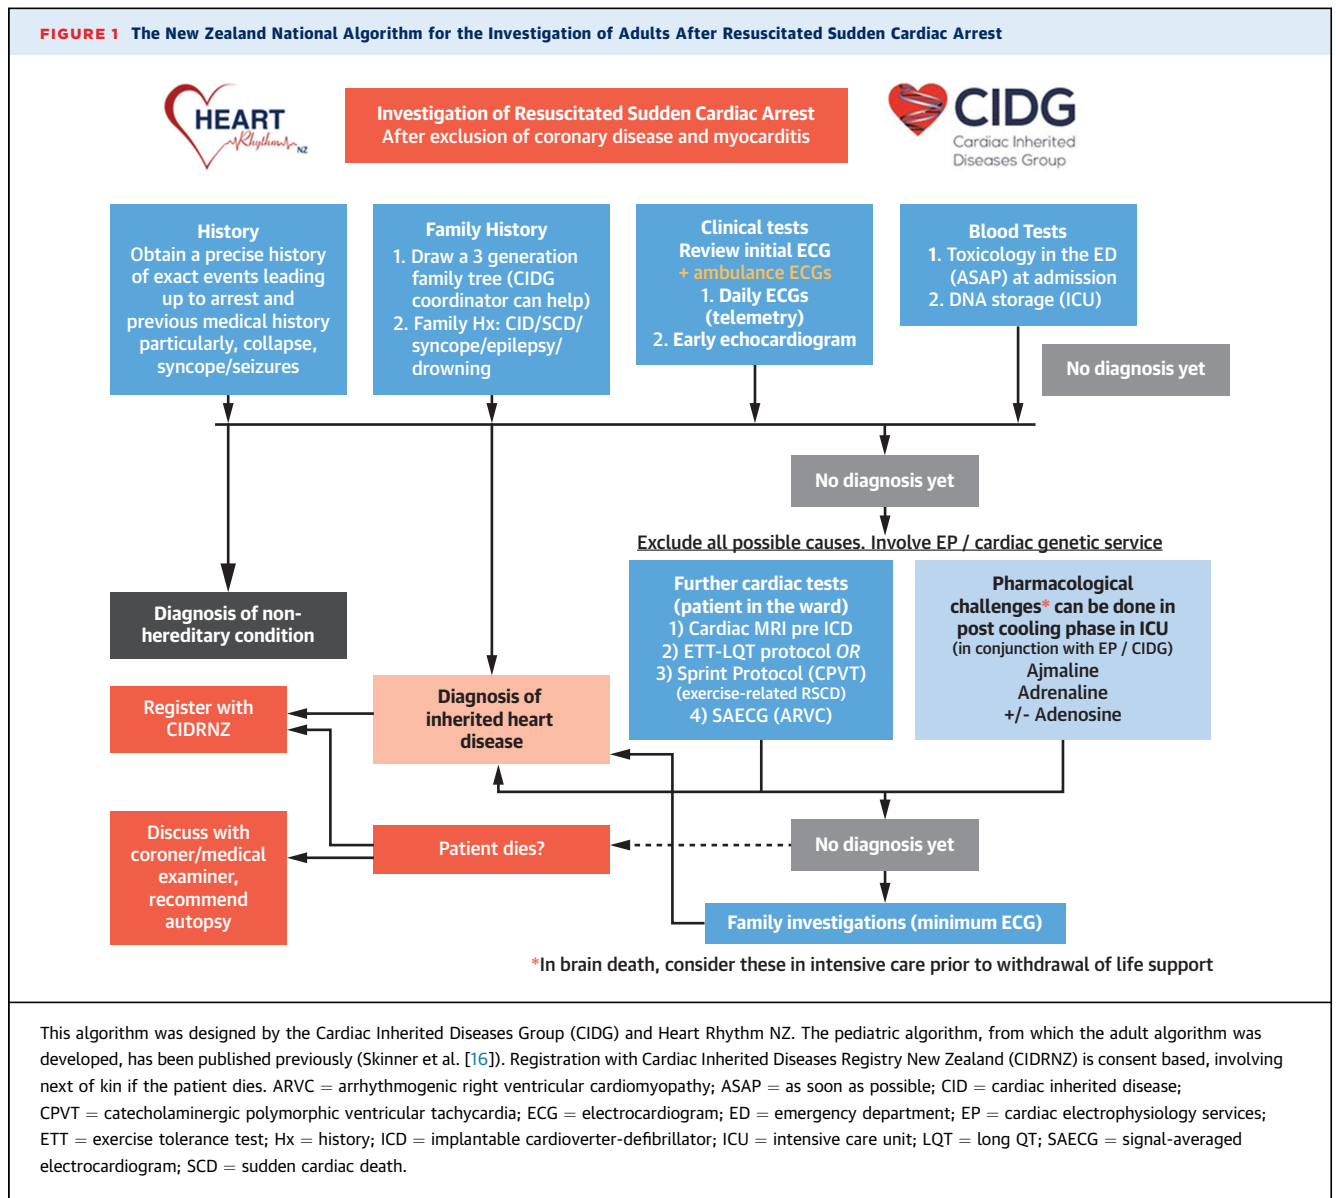 FIGURE 1 The New Zealand National Algorithm for the Investigation of Adults After Resuscitated Sudden Cardiac Arrest
HEART
Rhythm
NZ
Investigation of Resuscitated Sudden Cardiac Arrest
After exclusion of coronary disease and myocarditis
CIDG
Cardiac Inherited
Diseases Group
History
Obtain a precise history
of exact events leading
up to arrest and
previous medical history
particularly, collapse,
syncope/seizures
Family History
1. Draw a 3 generation
family tree (CIDG
coordinator can help)
2. Family Hx: CID/SCD/
syncope/epilepsy/
drowning
Clinical tests
Review initial ECG
+ ambulance ECGs
1. Daily ECGs
(telemetry)
2. Early echocardiogram
Blood Tests
1. Toxicology in the ED
(ASAP) at admission
2. DNA storage (ICU)
No diagnosis yet
No diagnosis yet
Exclude all possible causes. Involve EP / cardiac genetic service
Further cardiac tests
(patient in the ward)
1) Cardiac MRI pre ICD
2) ETT-LQT protocol OR
3) Sprint Protocol (CPVT)
(exercise-related RSCD)
4) SAECG (ARVC)
Pharmacological
challenges* can be done in
post cooling phase in ICU
(in conjunction with EP / CIDG)
Ajmaline
Adrenaline
+/- Adenosine
Diagnosis of non-
hereditary condition
Register with
CIDRNZ
Diagnosis of
inherited heart
disease
Discuss with
coroner/medical
examiner,
recommend
autopsy
Patient dies?
No diagnosis yet
Family investigations (minimum ECG)
*In brain death, consider these in intensive care prior to withdrawal of life support
This algorithm was designed by the Cardiac Inherited Diseases Group (CIDG) and Heart Rhythm NZ. The pediatric algorithm, from which the adult algorithm was
developed, has been published previously (Skinner et al. [16]). Registration with Cardiac Inherited Diseases Registry New Zealand (CIDRNZ) is consent based, involving
next of kin if the patient dies. ARVC = arrhythmogenic right ventricular cardiomyopathy; ASAP = as soon as possible; CID = cardiac inherited disease;
CPVT = catecholaminergic polymorphic ventricular tachycardia; ECG = electrocardiogram; ED = emergency department; EP = cardiac electrophysiology services;
ETT = exercise tolerance test; Hx = history; ICD = implantable cardioverter-defibrillator; ICU = intensive care unit; LQT = long QT; SAECG = signal-averaged
electrocardiogram; SCD = sudden cardiac death.